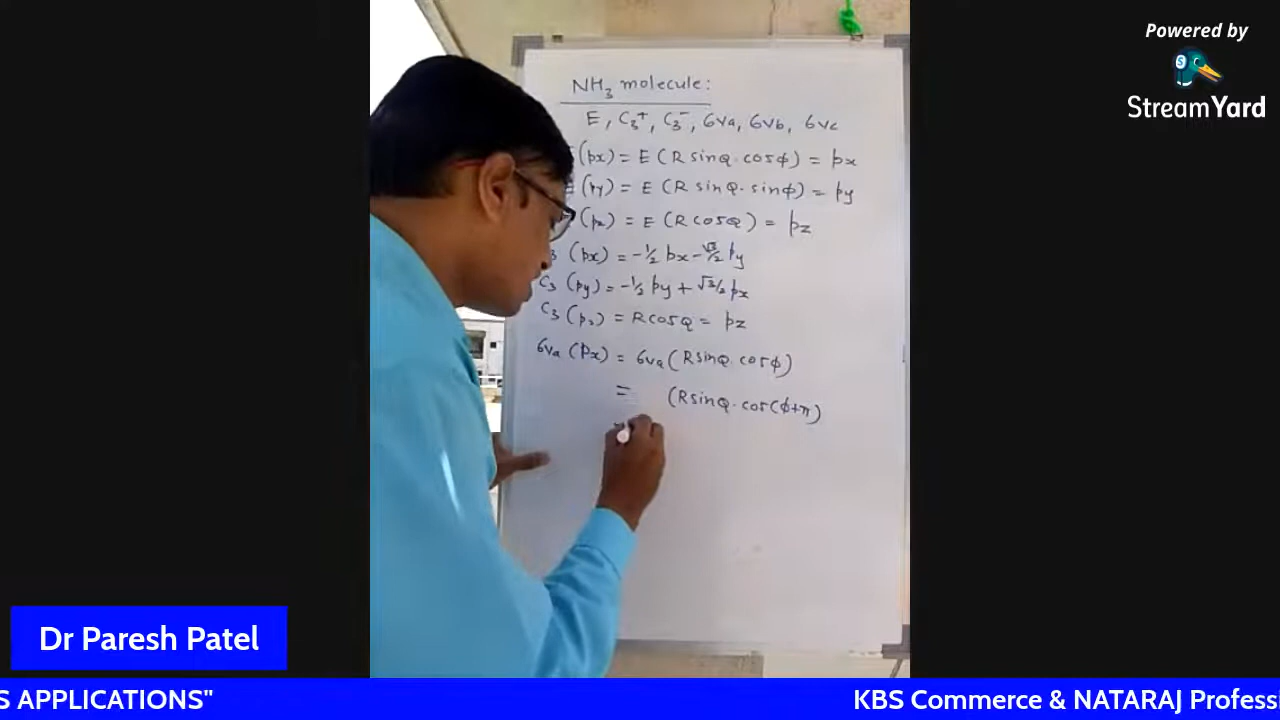 Powered by
StreamYard
NH₃ molecule:
E, C₃⁺, C₃⁻, σva, σvb, σvc
(px) = E (R sinθ. cosϕ) = px
(py) = E (R sinθ. sinϕ) = py
(pz) = E (R cosθ) = pz
3 (px) = -1/2 px - √3/2 py
C₃ (py) = -1/2 py + √3/2 px
C₃ (pz) = R cosθ = pz
σva (px) = σva (R sinθ. cosϕ)
= (R sinθ. cos(ϕ+π)
Dr Paresh Patel
S APPLICATIONS"
KBS Commerce & NATARAJ Profess